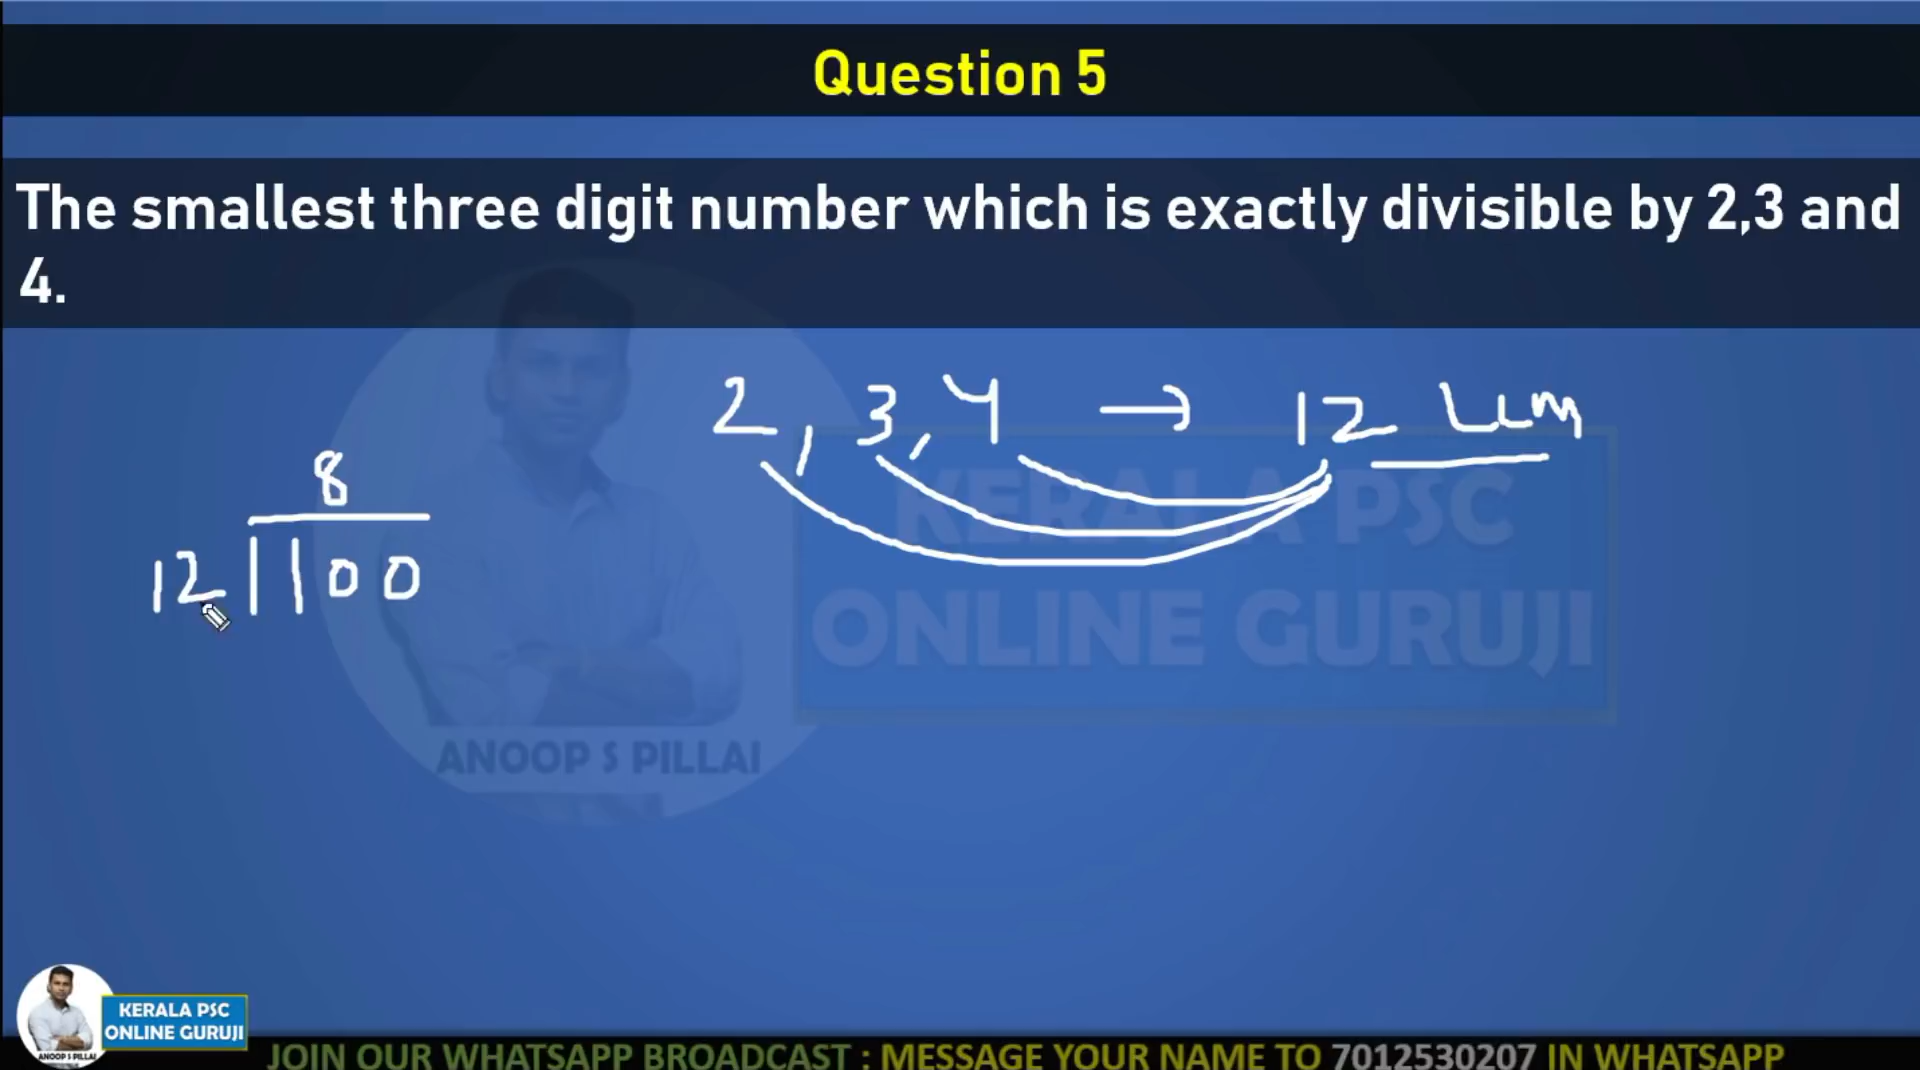 Question 5
The smallest three digit number which is exactly divisible by 2,3 and
4.
2, 3, 4 → 12 Lcm
8
12 | 100
KERALA PSC
ONLINE GURUJI
ANOOP S PILLAI
KERALA PSC
ONLINE GURUJI
ANOOP S PILLAI
JOIN OUR WHATSAPP BROADCAST : MESSAGE YOUR NAME TO 7012530207 IN WHATSAPP